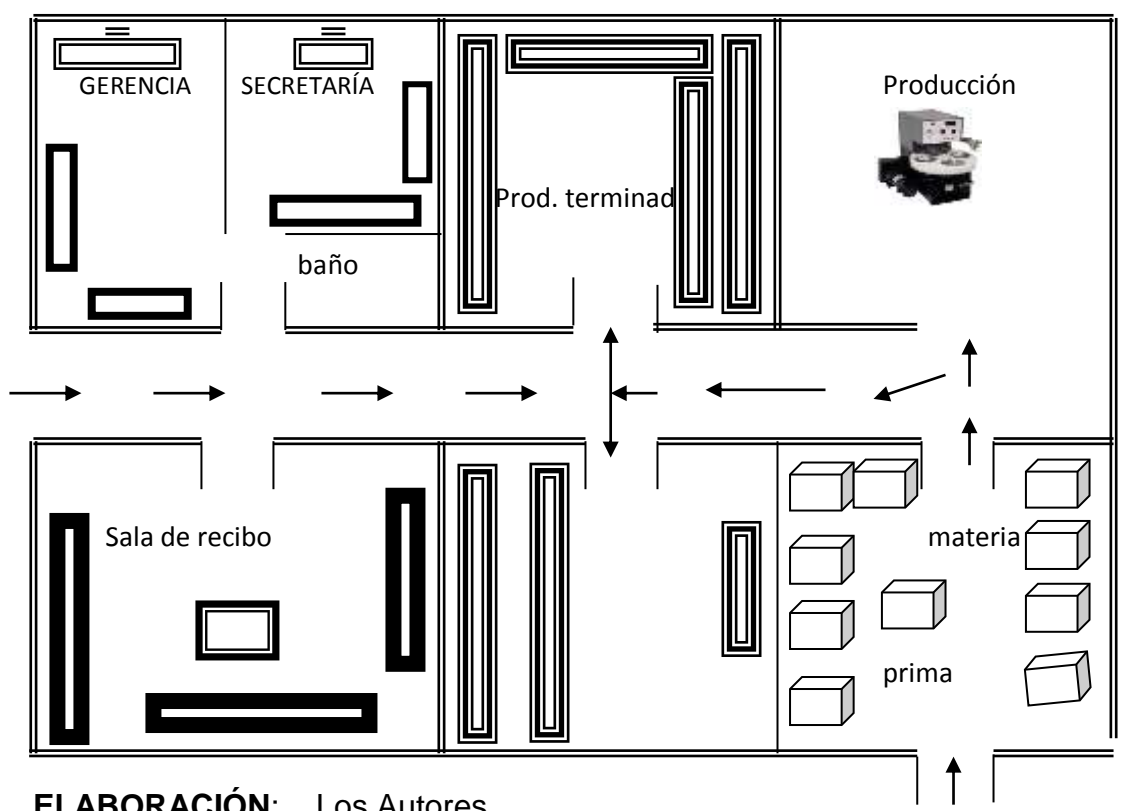 GERENCIA
SECRETARÍA
Producción
Prod. terminad
baño
Sala de recibo
materia
prima
ELABORACIÓN: Los Autores